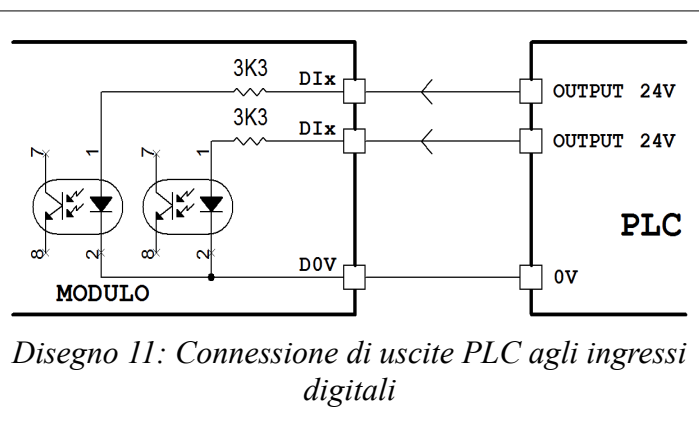 3K3
DIx
OUTPUT 24V
3K3
DIx
OUTPUT 24V
7 1 7 1
PLC
8 2 8 2
D0V
0V
MODULO
Disegno 11: Connessione di uscite PLC agli ingressi
digitali